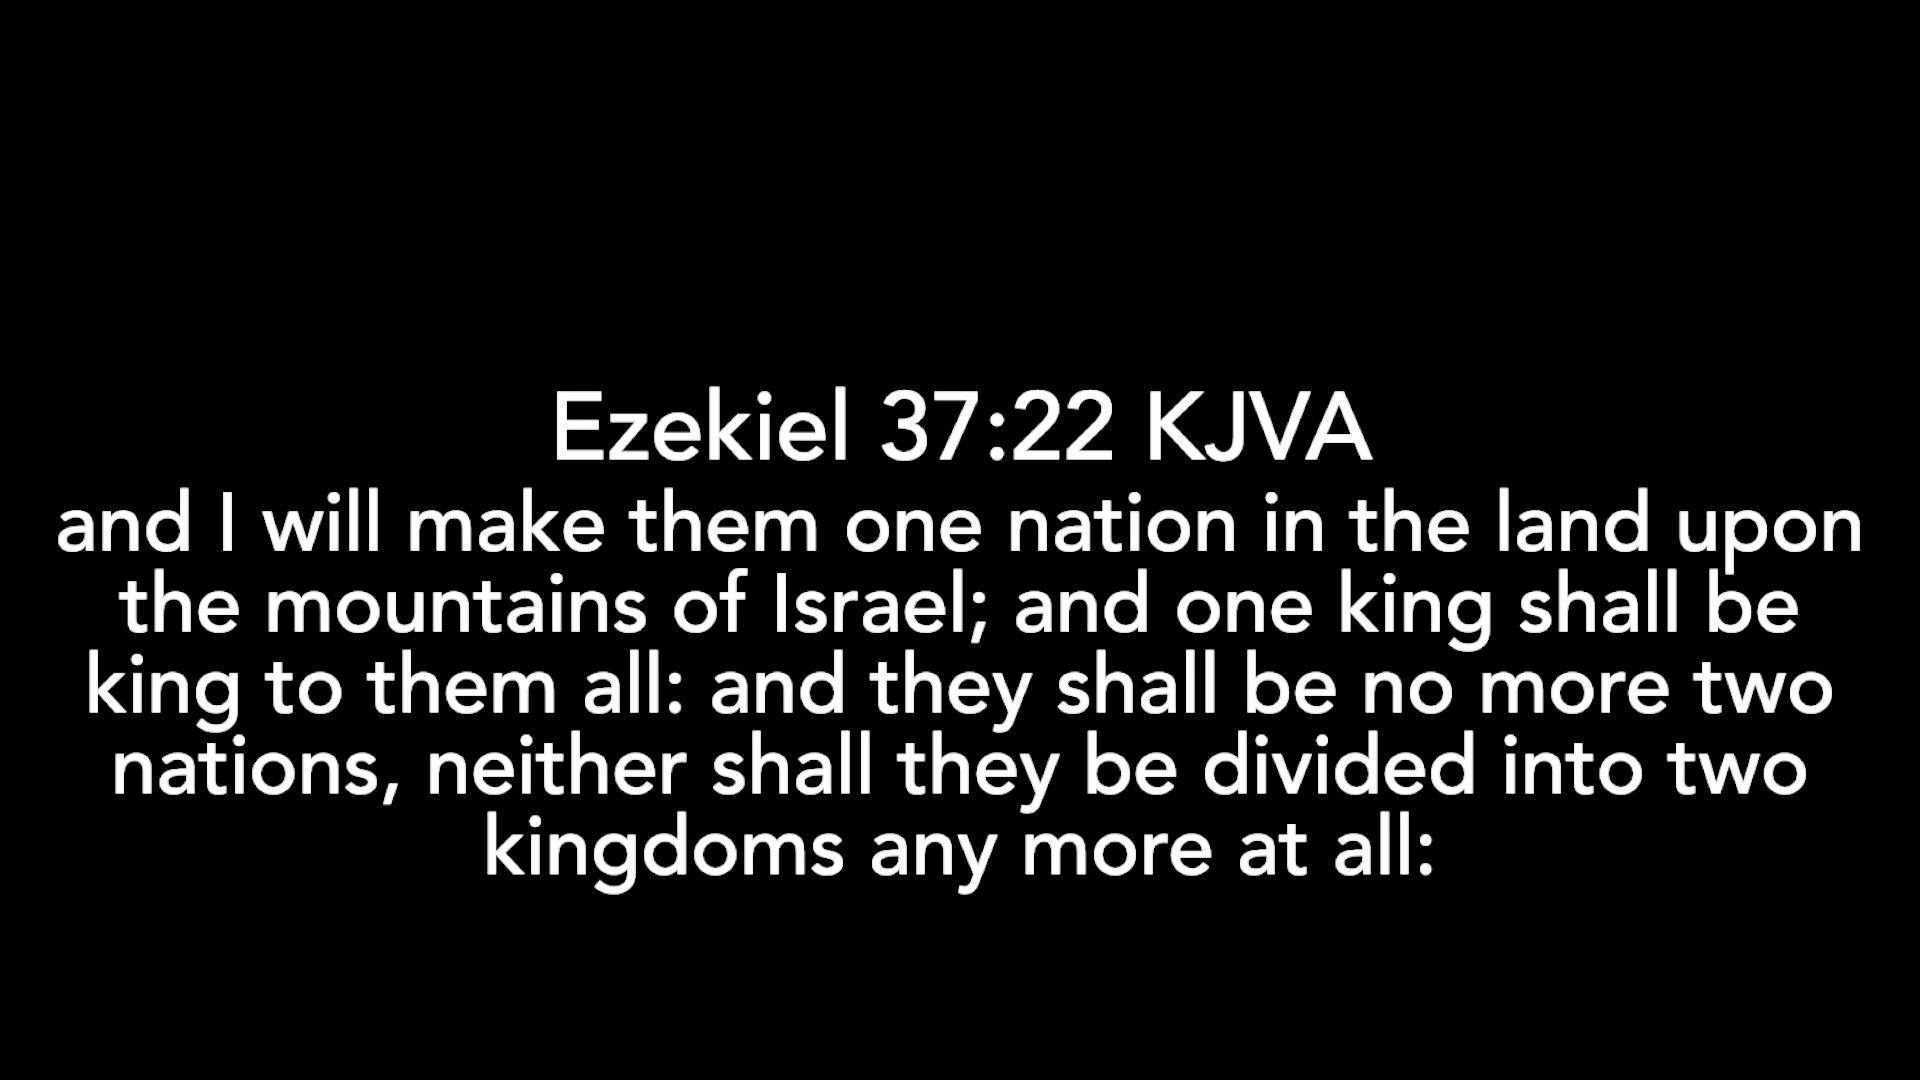 Ezekiel 37:22 KJVA
and I will make them one nation in the land upon
the mountains of Israel; and one king shall be
king to them all: and they shall be no more two
nations, neither shall they be divided into two
kingdoms any more at all: